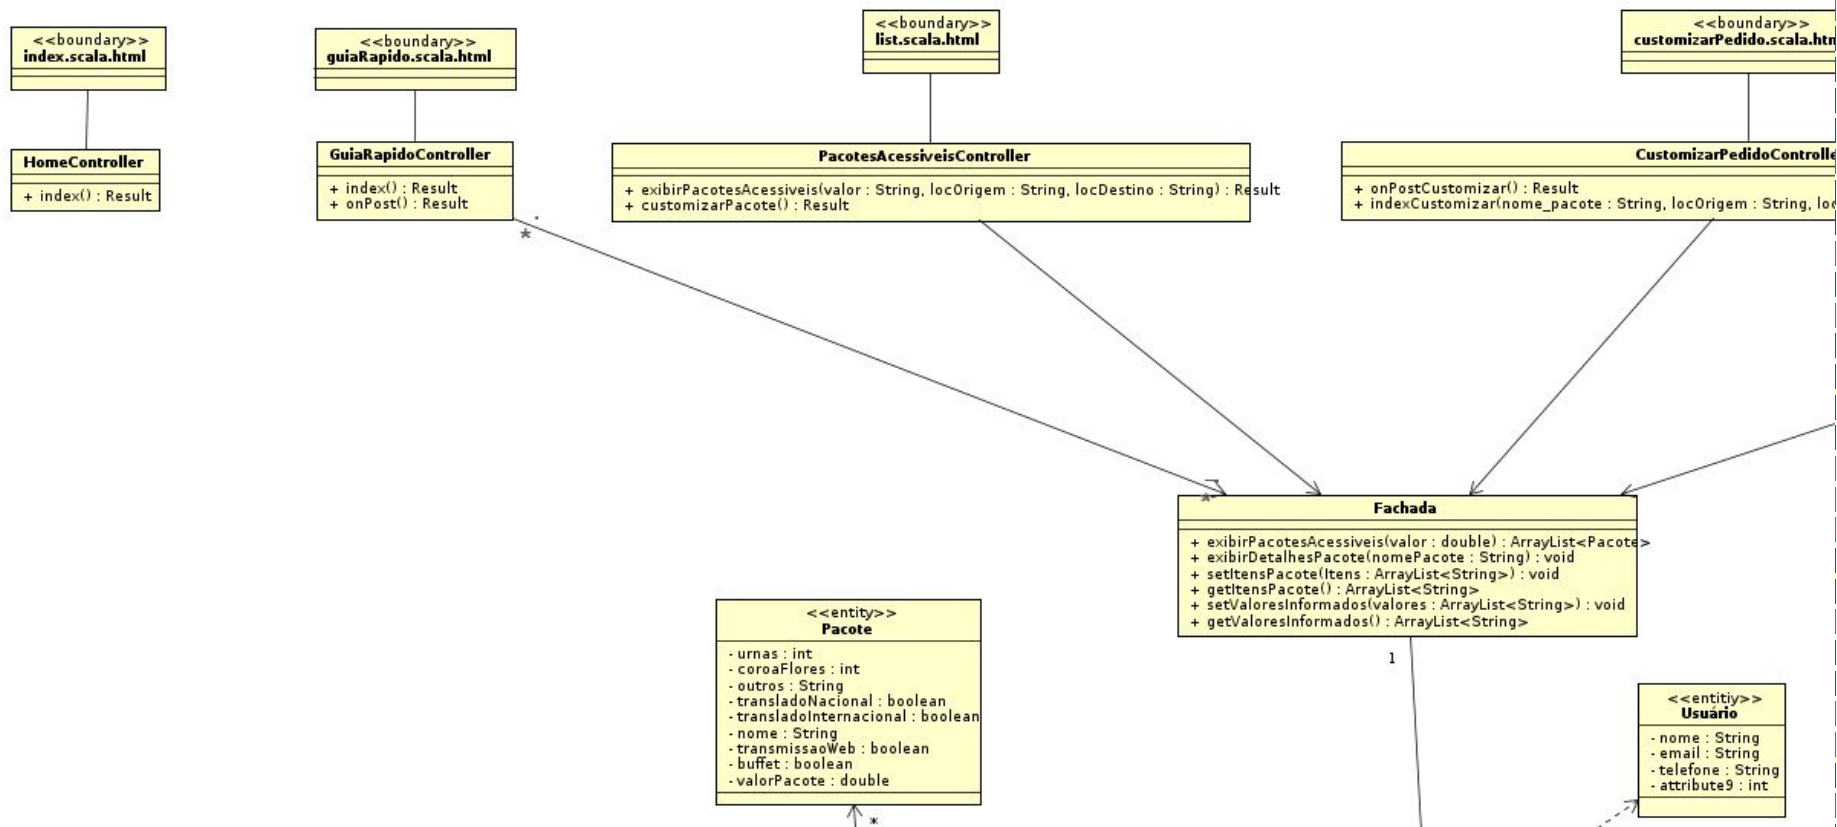 <<boundary>>
index.scala.html
HomeController
+ index() : Result
<<boundary>>
guiaRapido.scala.html
GuiaRapidoController
+ index() : Result
+ onPost() : Result
*
<<boundary>>
list.scala.html
PacotesAcessiveisController
+ exibirPacotesAcessiveis(valor : String, locOrigem : String, locDestino : String) : Result
+ customizarPacote() : Result
<<boundary>>
customizarPedido.scala.htm
CustomizarPedidoControlle
+ onPostCustomizar() : Result
+ indexCustomizar(nome_pacote : String, locOrigem : String, loc
*
Fachada
+ exibirPacotesAcessiveis(valor : double) : ArrayList<Pacote>
+ exibirDetalhesPacote(nomePacote : String) : void
+ setItensPacote(Itens : ArrayList<String>) : void
+ getItensPacote() : ArrayList<String>
+ setValoresInformados(valores : ArrayList<String>) : void
+ getValoresInformados() : ArrayList<String>
1
<<entity>>
Pacote
- urnas : int
- coroaFlores : int
- outros : String
- transladoNacional : boolean
- transladoInternacional : boolean
- nome : String
- transmissaoWeb : boolean
- buffet : boolean
- valorPacote : double
*
<<entitiy>>
Usuário
- nome : String
- email : String
- telefone : String
- attribute9 : int